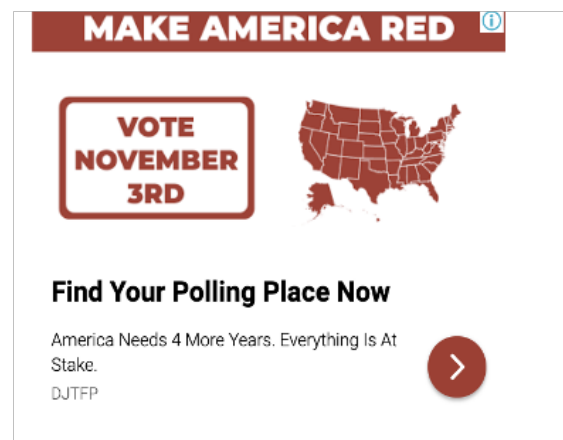 MAKE AMERICA RED
VOTE
NOVEMBER
3RD
Find Your Polling Place Now
America Needs 4 More Years. Everything Is At
Stake.
DJTFP